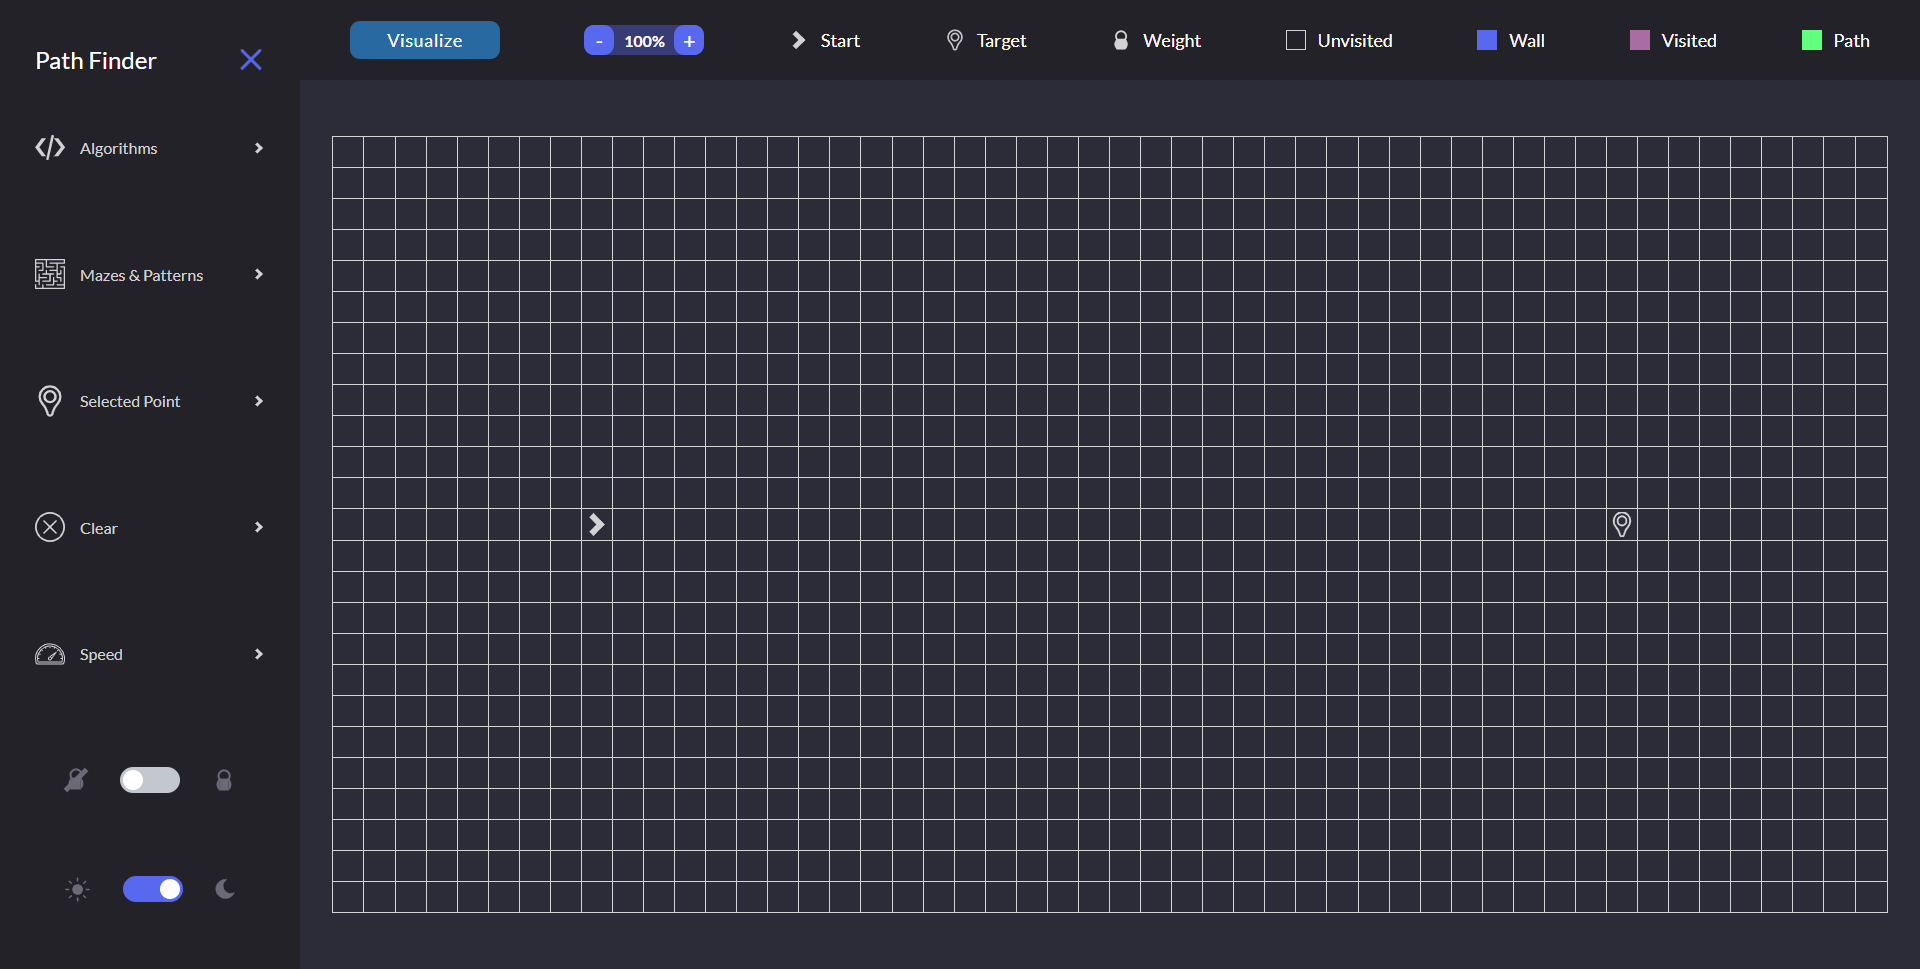 Path Finder
Algorithms
Mazes & Patterns
Selected Point
Clear
Speed
Visualize
- 100% +
Start
Target
Weight
Unvisited
Wall
Visited
Path